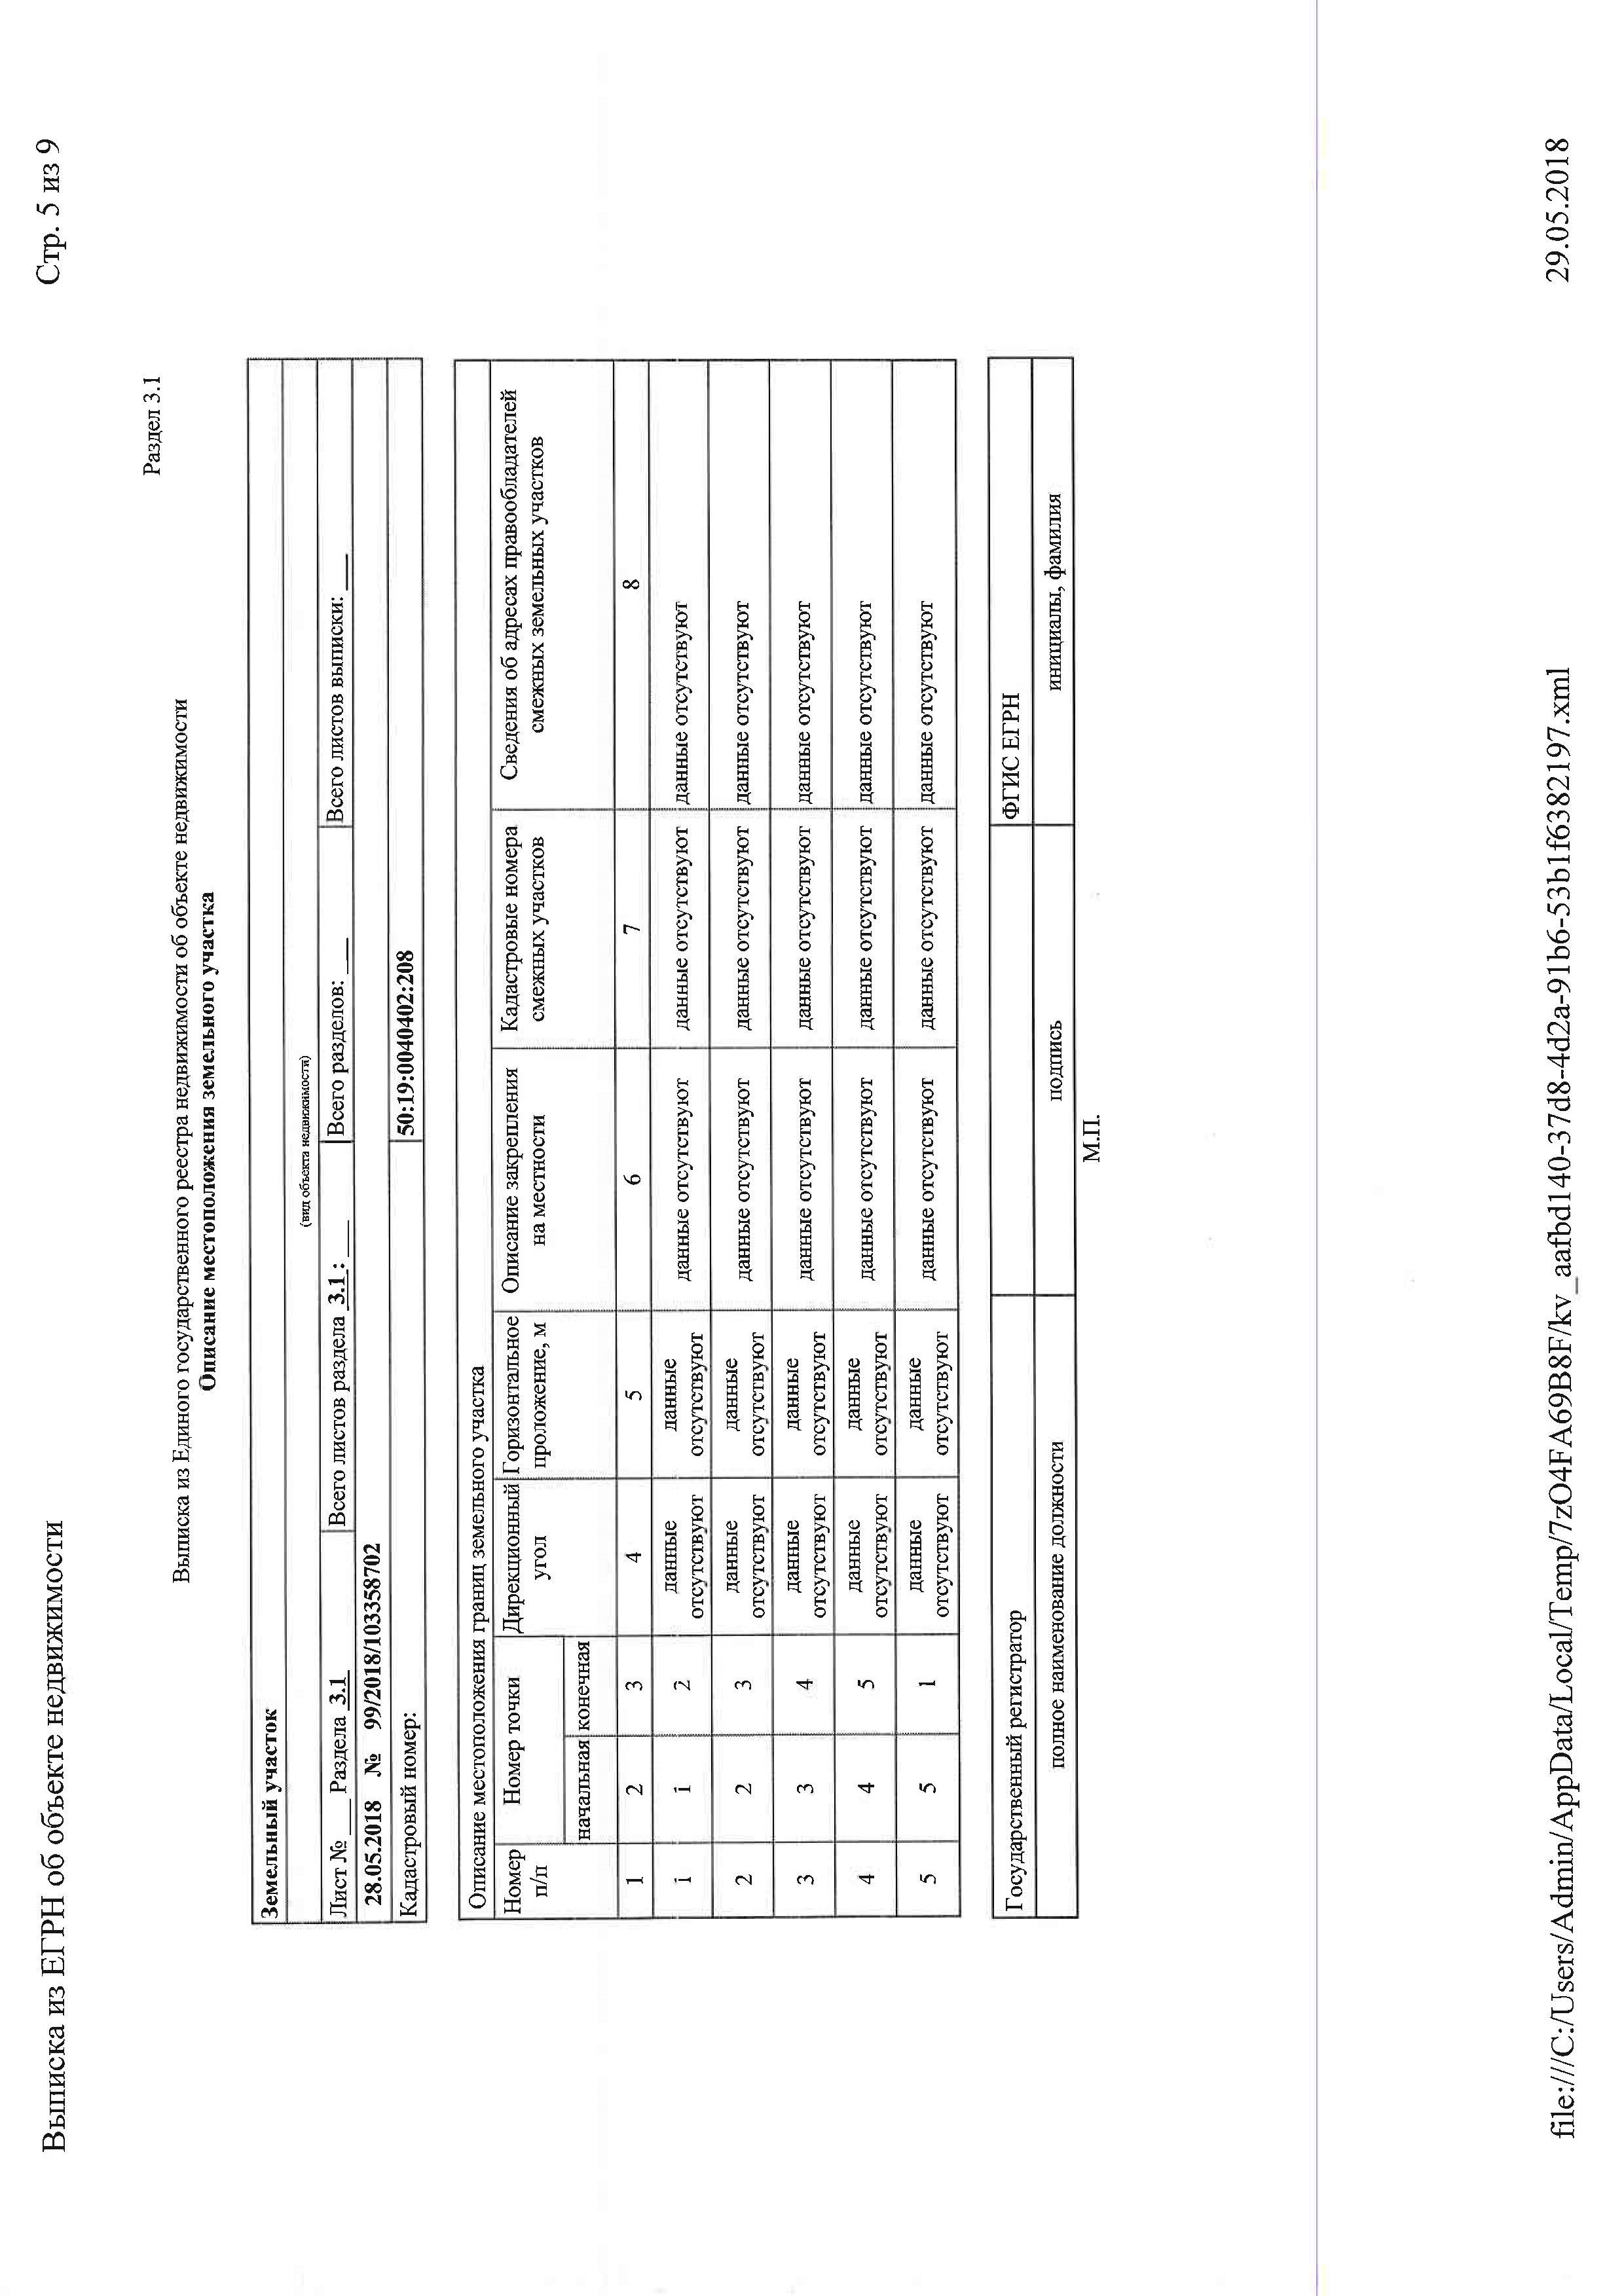 Выписка из ЕГРН об объекте недвижимости Стр. 5 из 9
Раздел 3.1
Выписка из Единого государственного реестра недвижимости об объекте недвижимости
Описание местоположения земельного участка
Земельный участок
(вид объекта недвижимости)
Лист № ___ Раздела 3.1 Всего листов раздела 3.1 : ___ Всего разделов: ___ Всего листов выписки: ___
28.05.2018 № 99/2018/103358702
Кадастровый номер: 50:19:0040402:208
Описание местоположения границ земельного участка
Номер п/п Номер точки Дирекционный угол Горизонтальное проложение, м Описание закрепления на местности Кадастровые номера смежных участков Сведения об адресах правообладателей смежных земельных участков
начальная конечная
1 2 3 4 5 6 7 8
1 1 2 данные отсутствуют данные отсутствуют данные отсутствуют данные отсутствуют данные отсутствуют
2 2 3 данные отсутствуют данные отсутствуют данные отсутствуют данные отсутствуют данные отсутствуют
3 3 4 данные отсутствуют данные отсутствуют данные отсутствуют данные отсутствуют данные отсутствуют
4 4 5 данные отсутствуют данные отсутствуют данные отсутствуют данные отсутствуют данные отсутствуют
5 5 1 данные отсутствуют данные отсутствуют данные отсутствуют данные отсутствуют данные отсутствуют
Государственный регистратор ФГИС ЕГРН
полное наименование должности подпись инициалы, фамилия
М.П.
file:///C:/Users/Admin/AppData/Local/Temp/7zO4FA69B8F/kv_aafbd140-37d8-4d2a-91b6-53b1f6382197.xml 29.05.2018